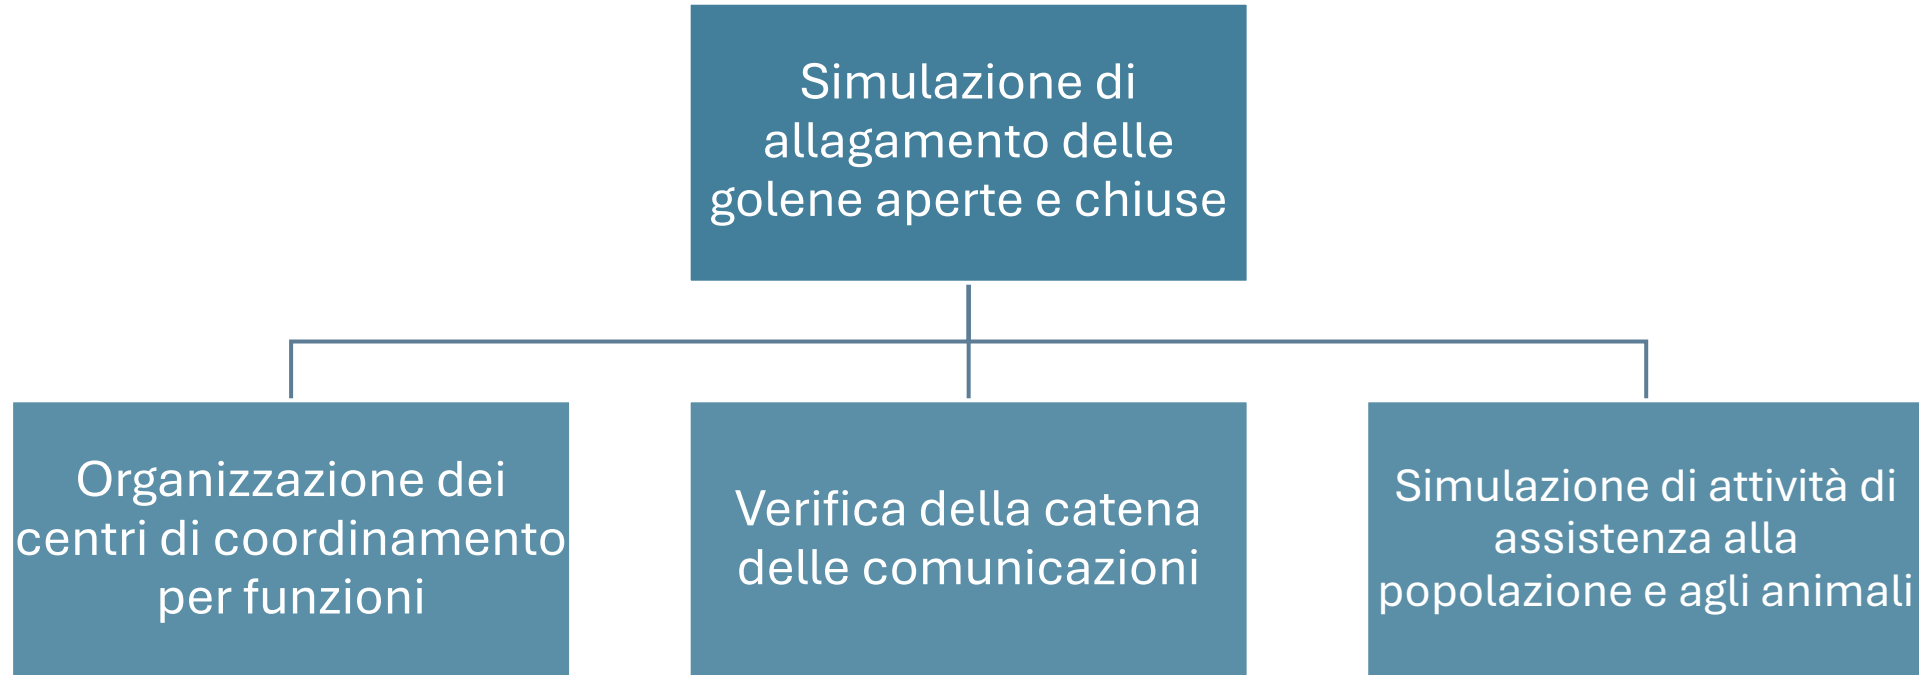 Simulazione di
allagamento delle
golene aperte e chiuse
Organizzazione dei
centri di coordinamento
per funzioni
Verifica della catena
delle comunicazioni
Simulazione di attività di
assistenza alla
popolazione e agli animali